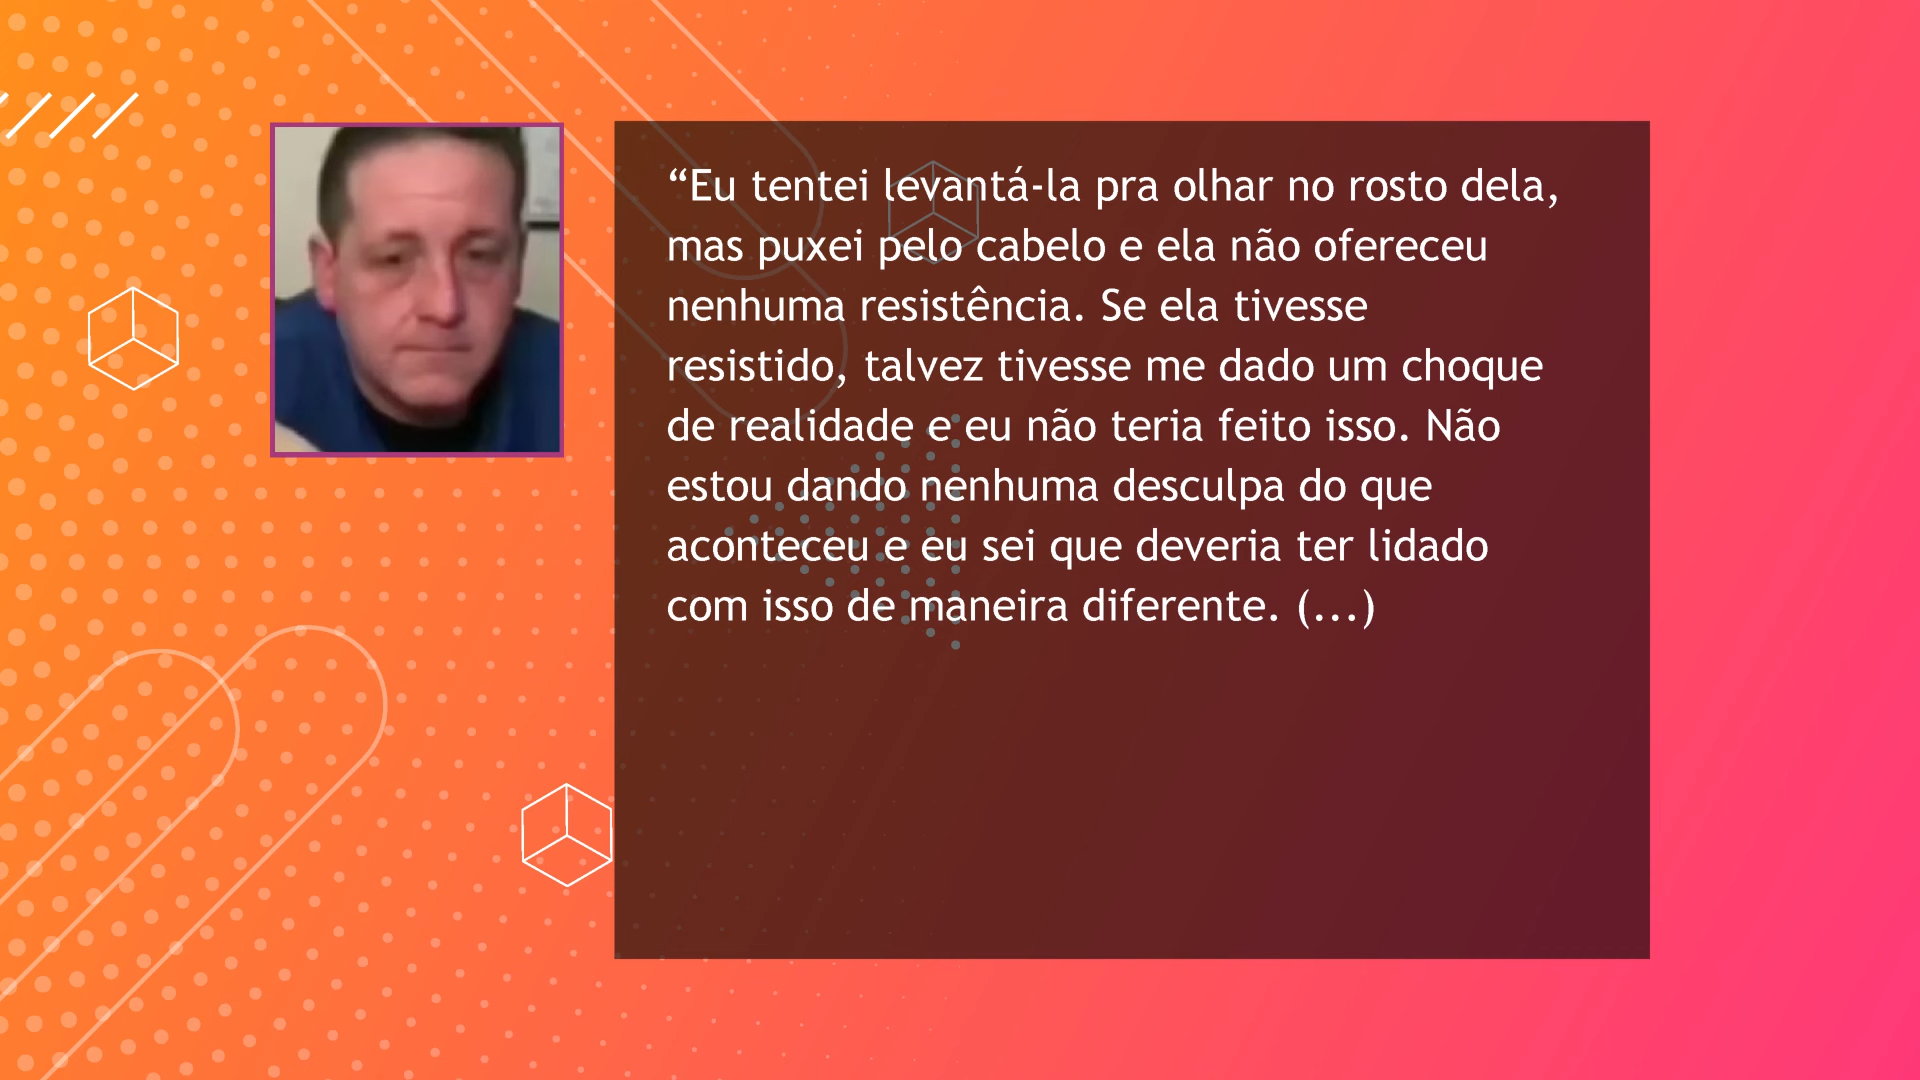 “Eu tentei levantá-la pra olhar no rosto dela,
mas puxei pelo cabelo e ela não ofereceu
nenhuma resistência. Se ela tivesse
resistido, talvez tivesse me dado um choque
de realidade e eu não teria feito isso. Não
estou dando nenhuma desculpa do que
aconteceu e eu sei que deveria ter lidado
com isso de maneira diferente. (...)